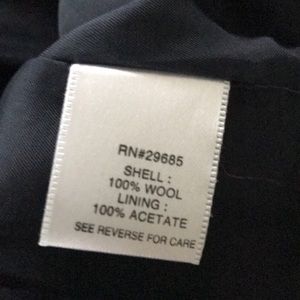 RN#29685
SHELL :
100% WOOL
LINING :
100% ACETATE
SEE REVERSE FOR CARE